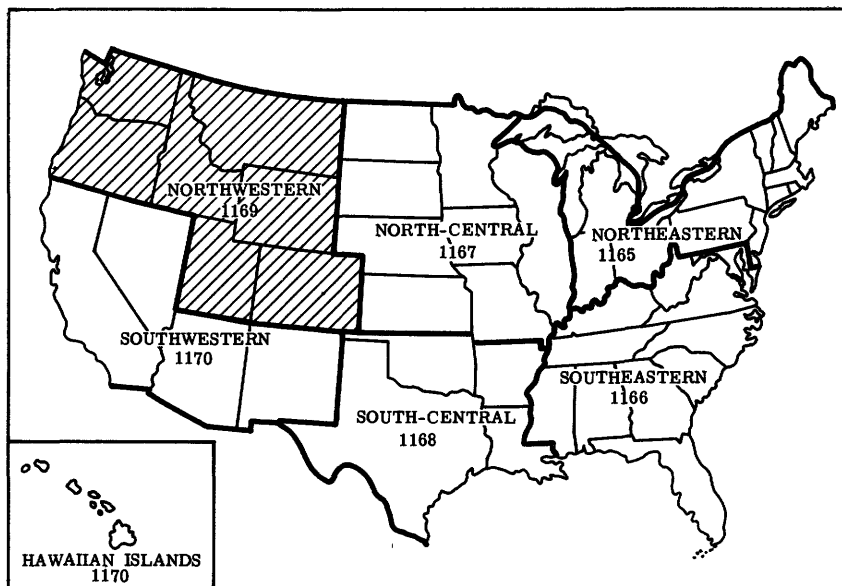 NORTHWESTERN
1169
NORTH-CENTRAL
1167
NORTHEASTERN
1165
SOUTHWESTERN
1170
SOUTHEASTERN
1166
SOUTH-CENTRAL
1168
HAWAIIAN ISLANDS
1170